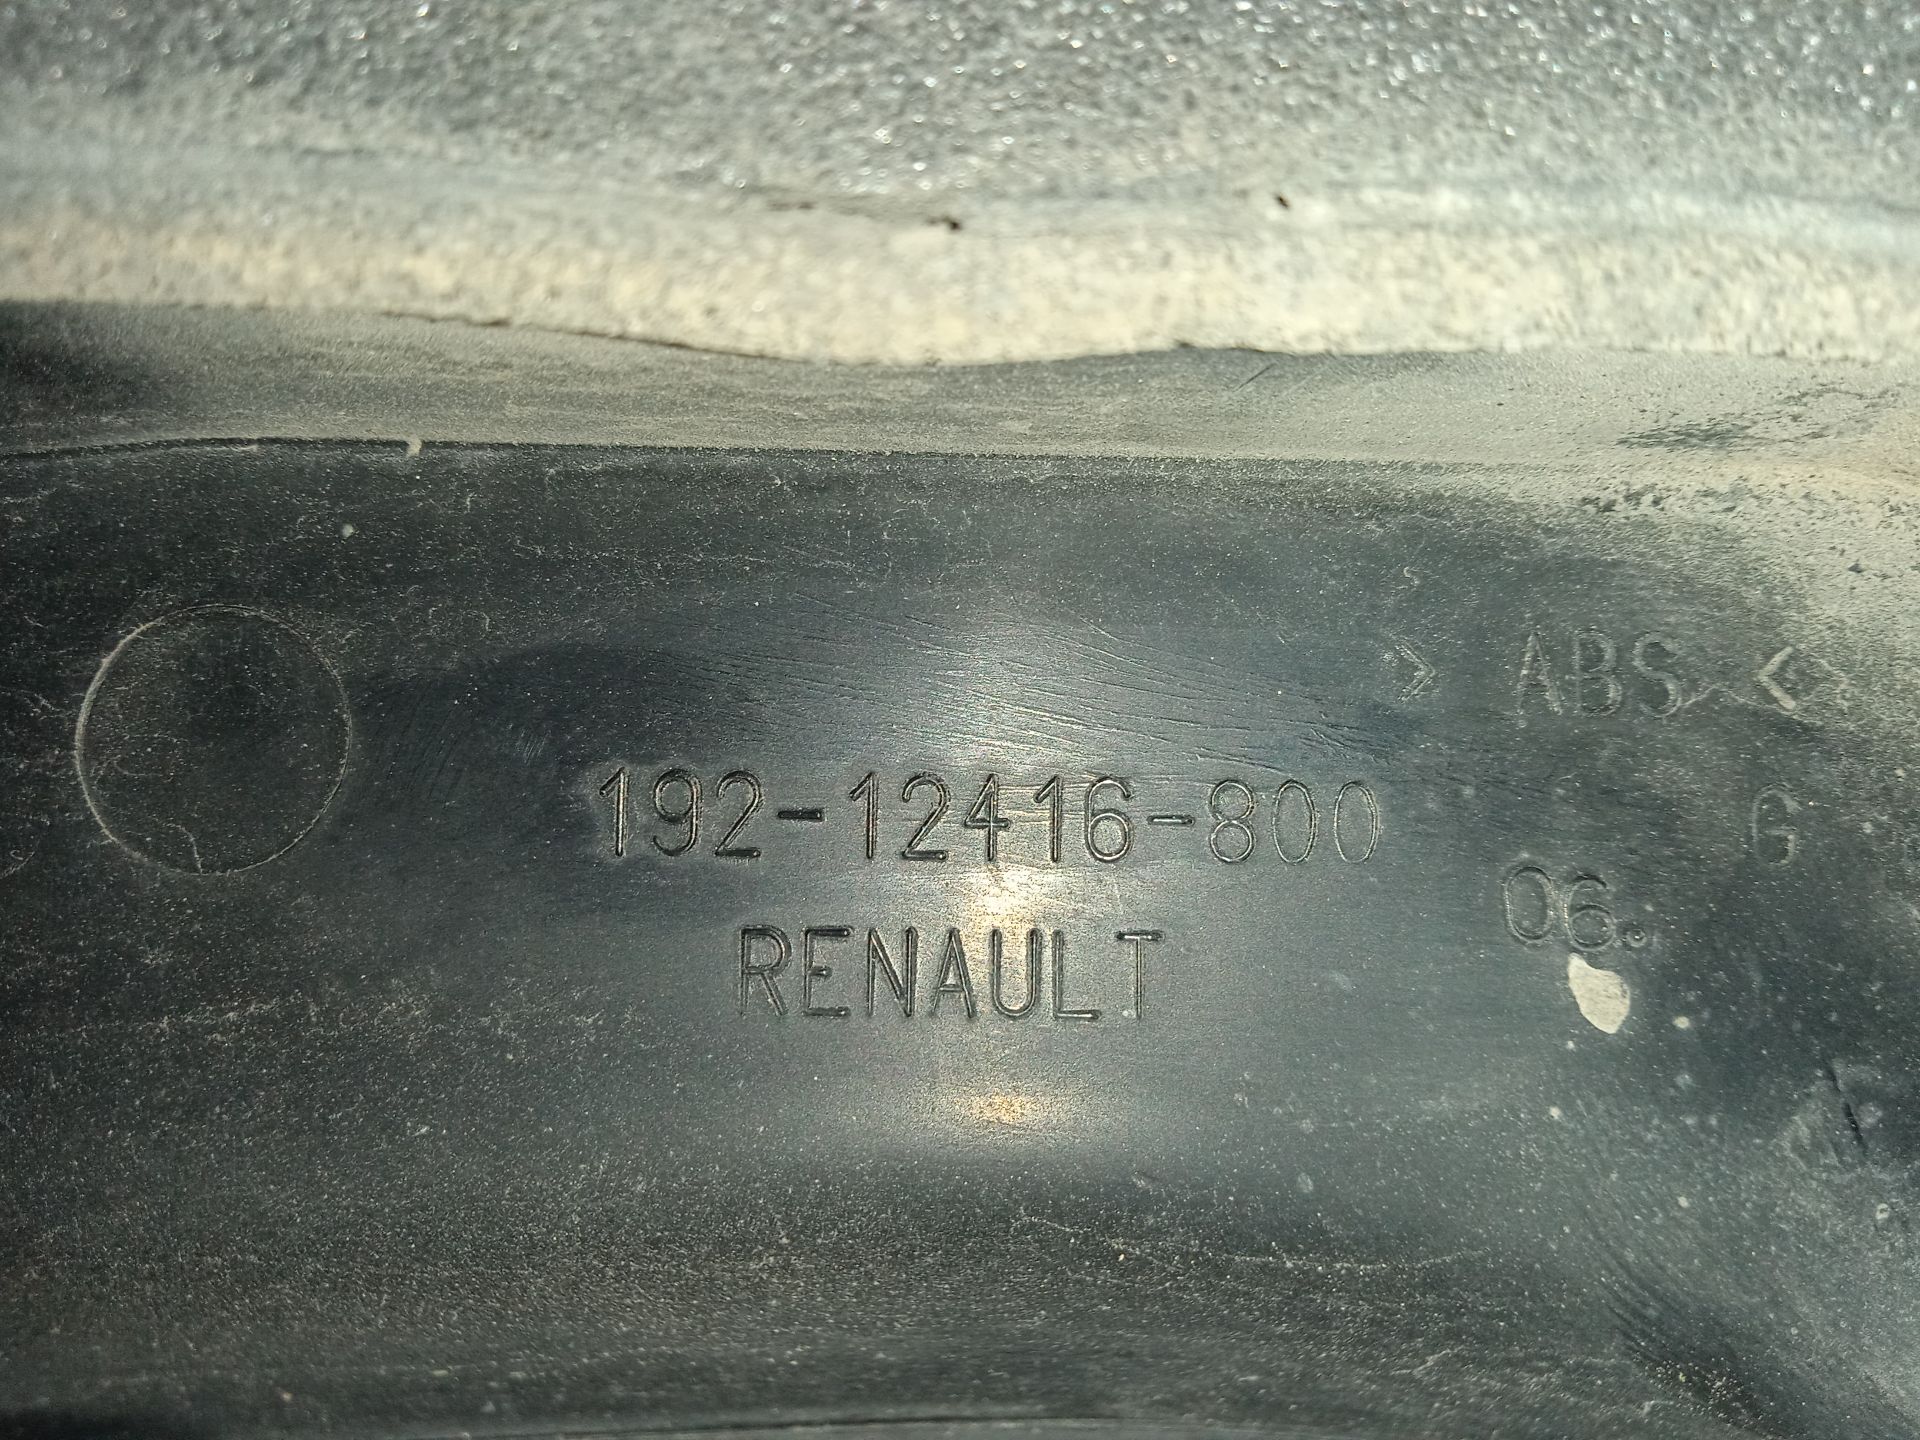 > ABS <
192-12416-800
G
06.
RENAULT